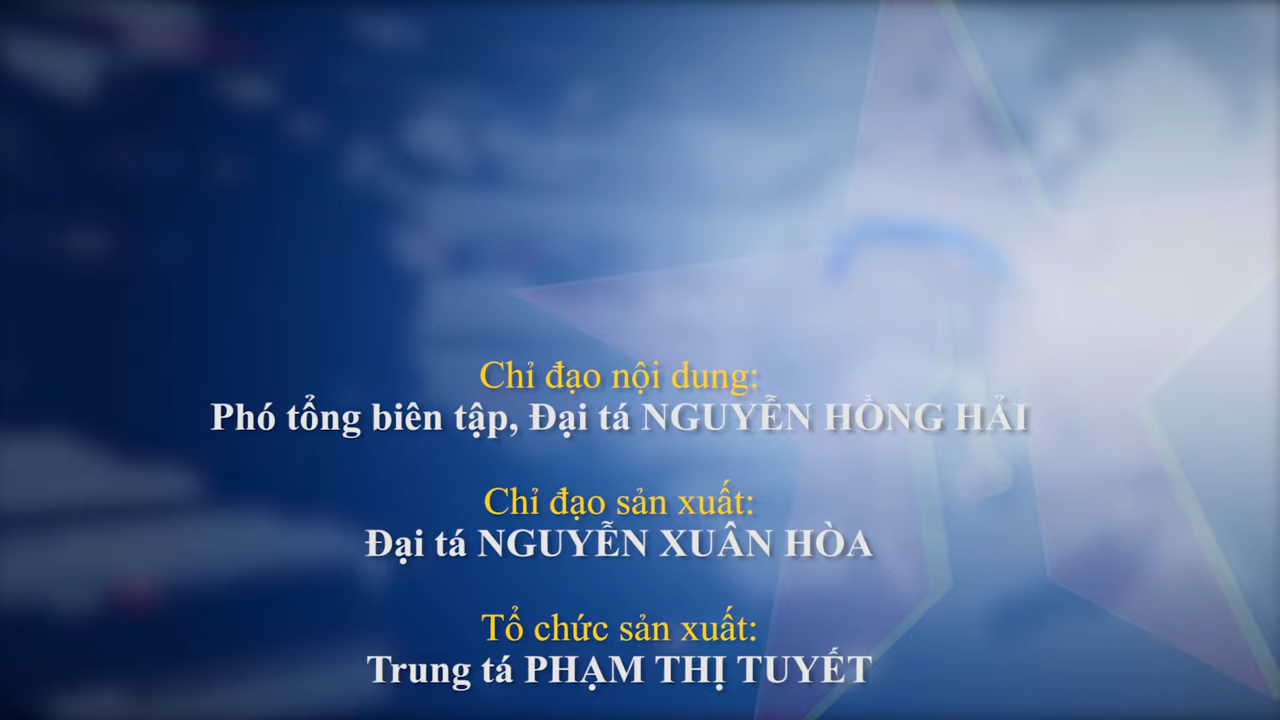 Chỉ đạo nội dung:
Phó tổng biên tập, Đại tá NGUYỄN HỒNG HẢI
Chỉ đạo sản xuất:
Đại tá NGUYỄN XUÂN HÒA
Tổ chức sản xuất:
Trung tá PHẠM THỊ TUYẾT